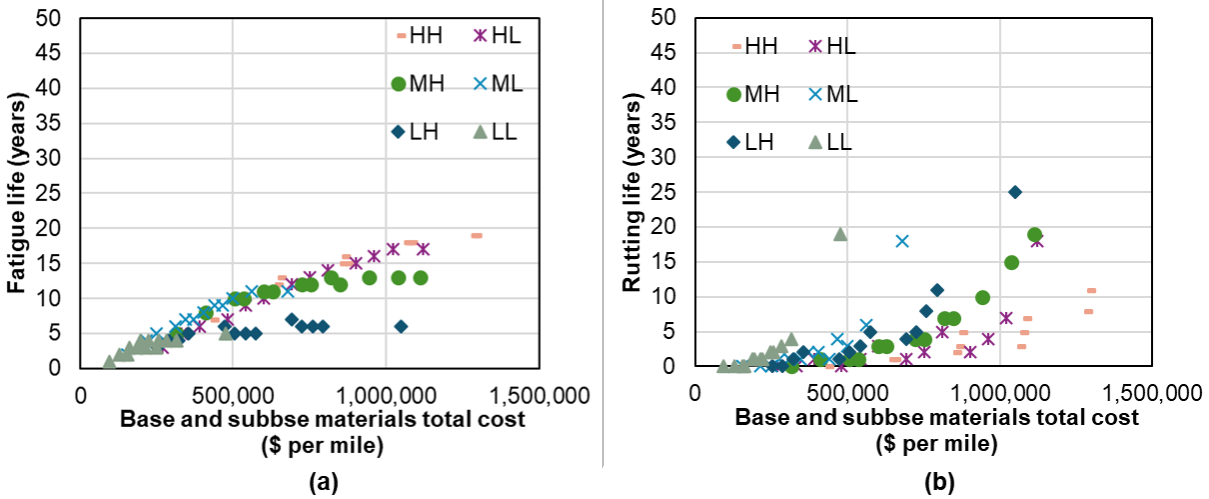 50
45
40
35
30
25
20
15
10
5
0
Fatigue life (years)
HH HL
MH ML
LH LL
0 500,000 1,000,000 1,500,000
Base and subbse materials total cost
($ per mile)
(a)
50
45
40
35
30
25
20
15
10
5
0
Rutting life (years)
HH HL
MH ML
LH LL
0 500,000 1,000,000 1,500,000
Base and subbse materials total cost
($ per mile)
(b)